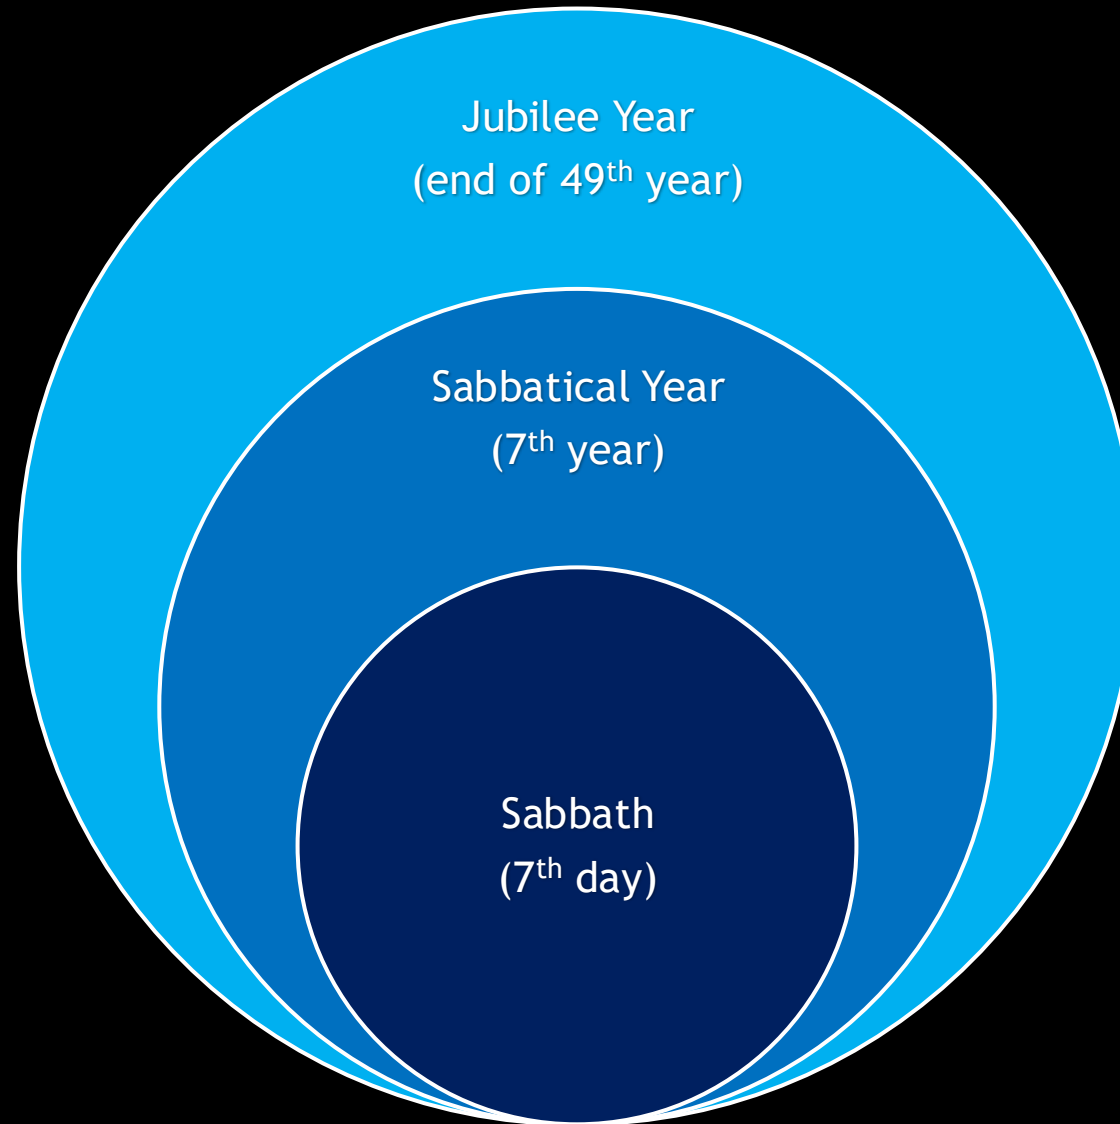 Jubilee Year
(end of 49th year)
Sabbatical Year
(7th year)
Sabbath
(7th day)